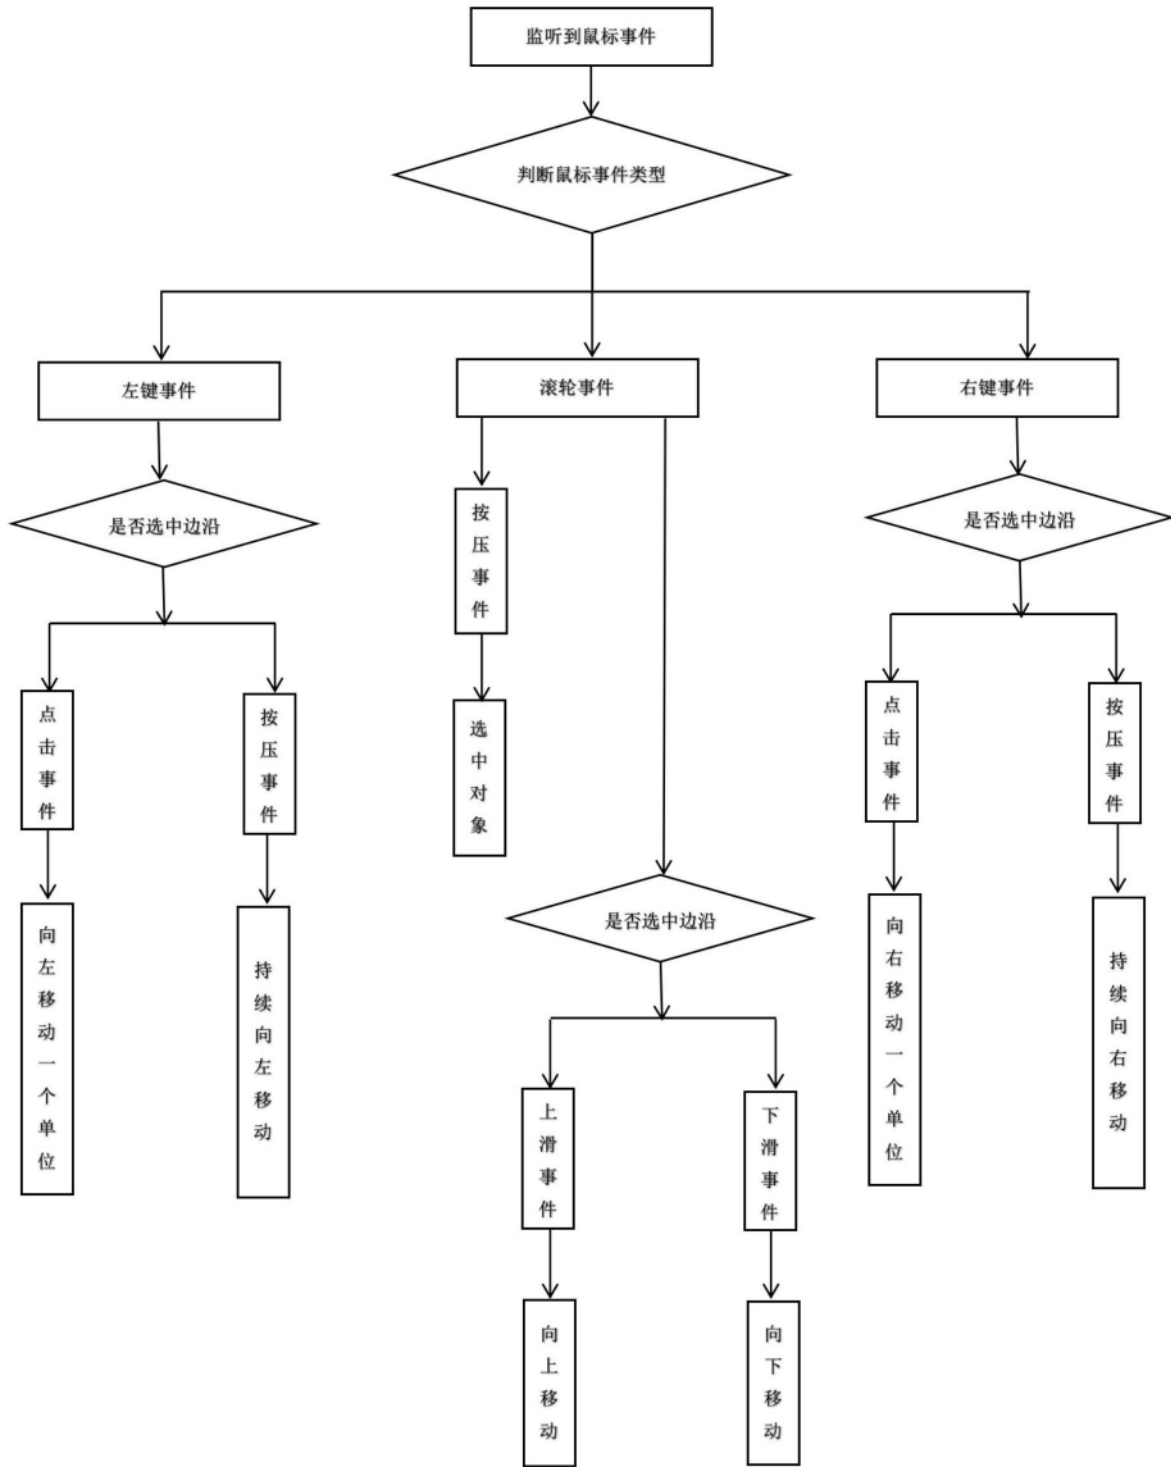 监听到鼠标事件
判断鼠标事件类型
左键事件
滚轮事件
右键事件
是否选中边沿
按压事件
是否选中边沿
点击事件
按压事件
选中对象
点击事件
按压事件
向左移动一个单位
持续向左移动
是否选中边沿
向右移动一个单位
持续向右移动
上滑事件
下滑事件
向上移动
向下移动